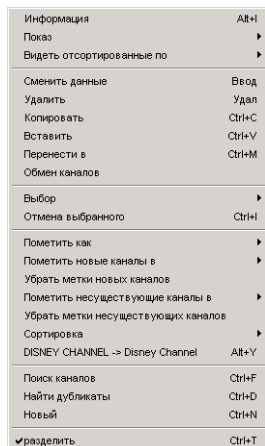 Информация Alt+I
Показ
Видеть отсортированные по
Сменить данные Ввод
Удалить Удал
Копировать Ctrl+C
Вставить Ctrl+V
Перенести в Ctrl+M
Обмен каналов
Выбор
Отмена выбранного Ctrl+I
Пометить как
Пометить новые каналы в
Убрать метки новых каналов
Пометить несуществующие каналы в
Убрать метки несуществующих каналов
Сортировка
DISNEY CHANNEL -> Disney Channel Alt+Y
Поиск каналов Ctrl+F
Найти дубликаты Ctrl+D
Новый Ctrl+N
разделить Ctrl+T